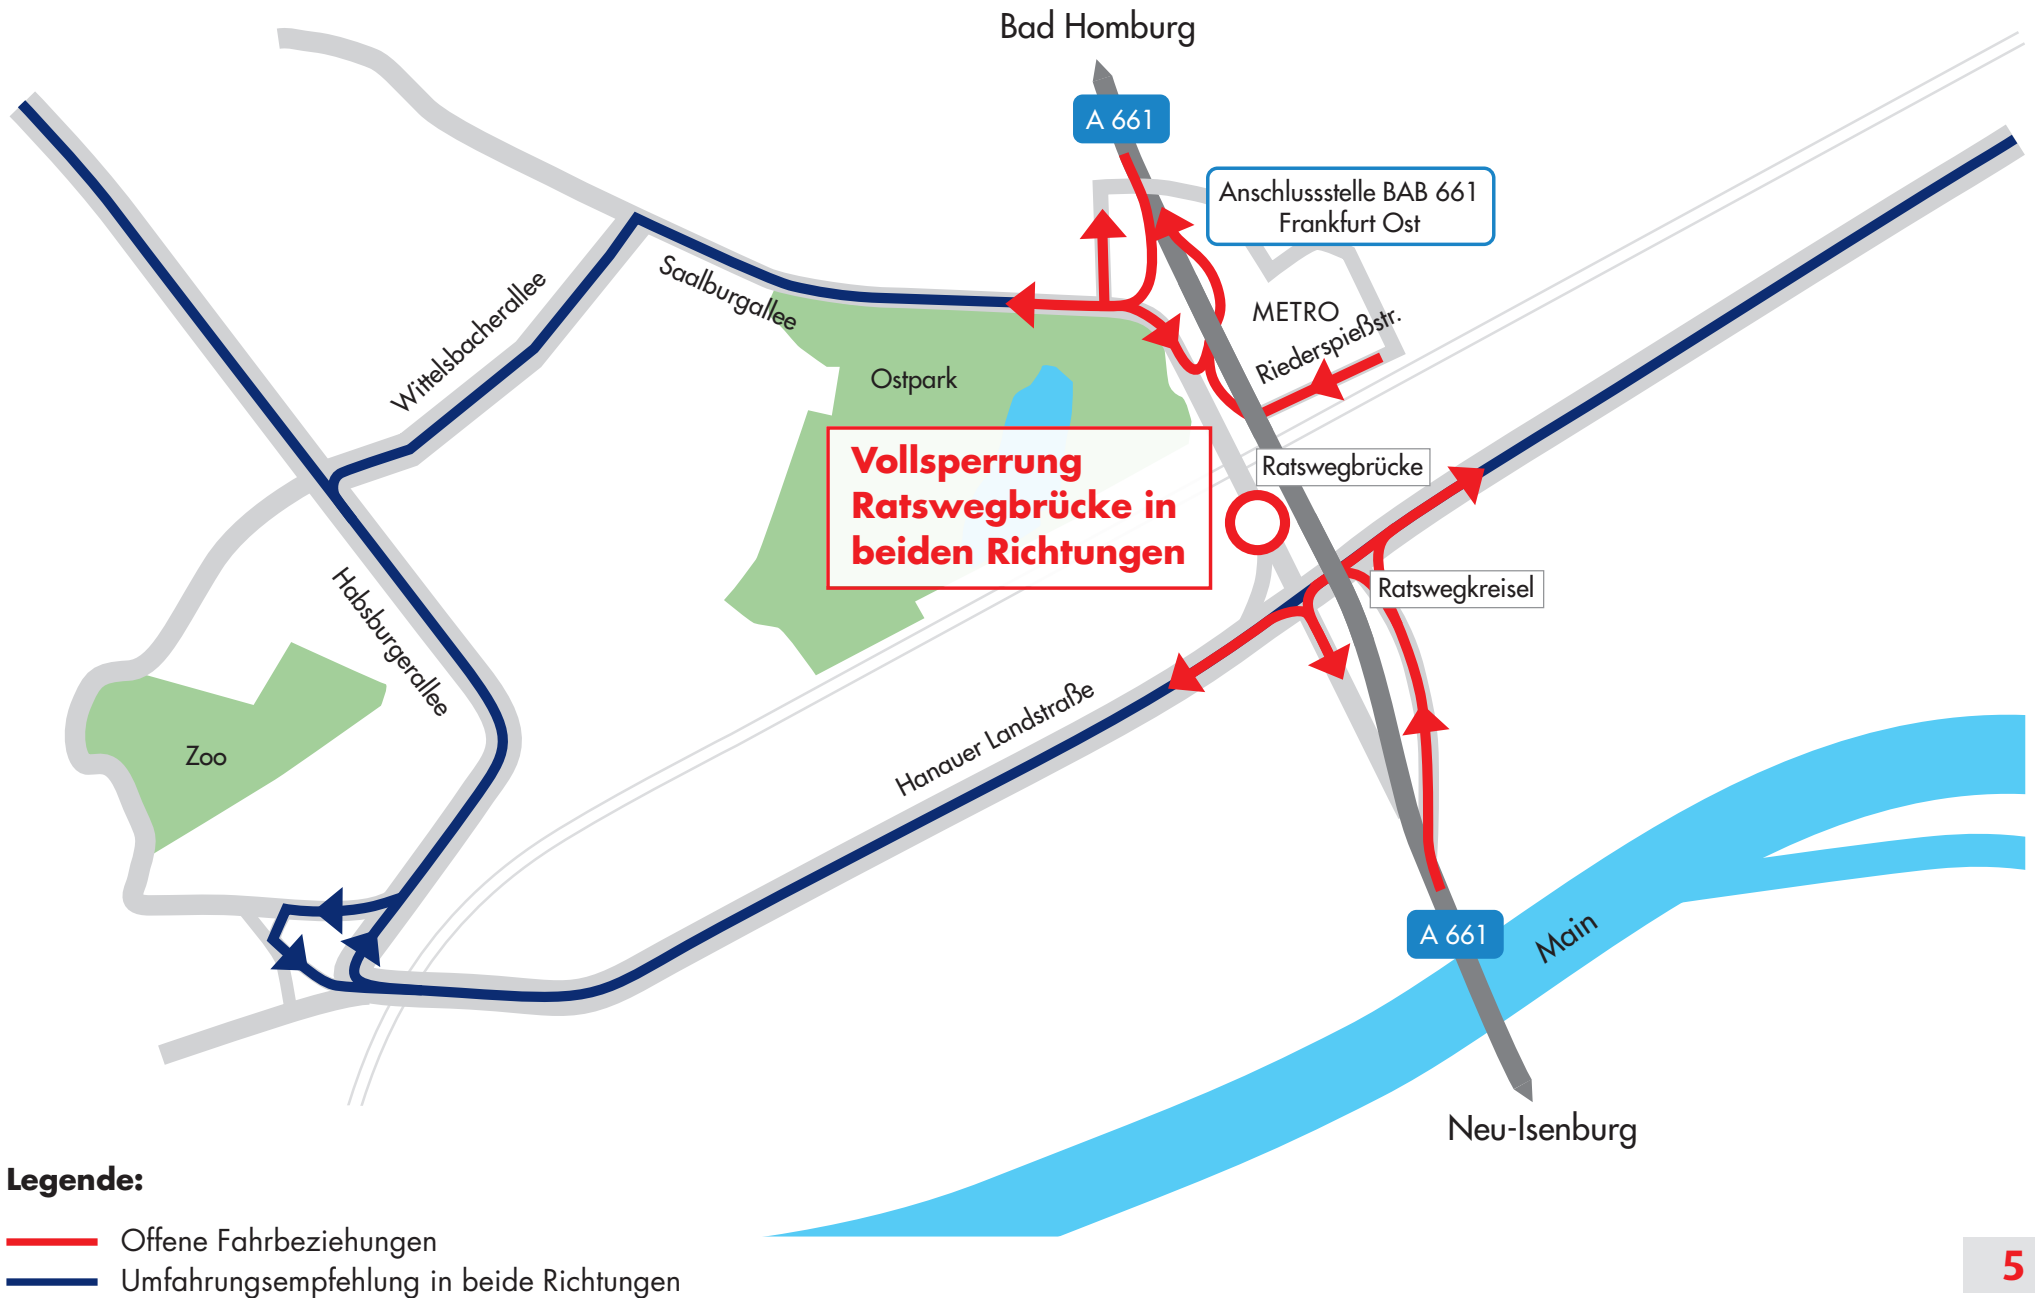 Bad Homburg
A 661
Anschlussstelle BAB 661
Frankfurt Ost
Saalburgallee
Wittelsbacherallee
METRO
Riederspießstr.
Ostpark
Vollsperrung
Ratswegbrücke in
beiden Richtungen
Ratswegbrücke
Ratswegkreisel
Habsburgerallee
Hanauer Landstraße
Zoo
A 661
Main
Neu-Isenburg
Legende:
Offene Fahrbeziehungen
Umfahrungsempfehlung in beide Richtungen
5